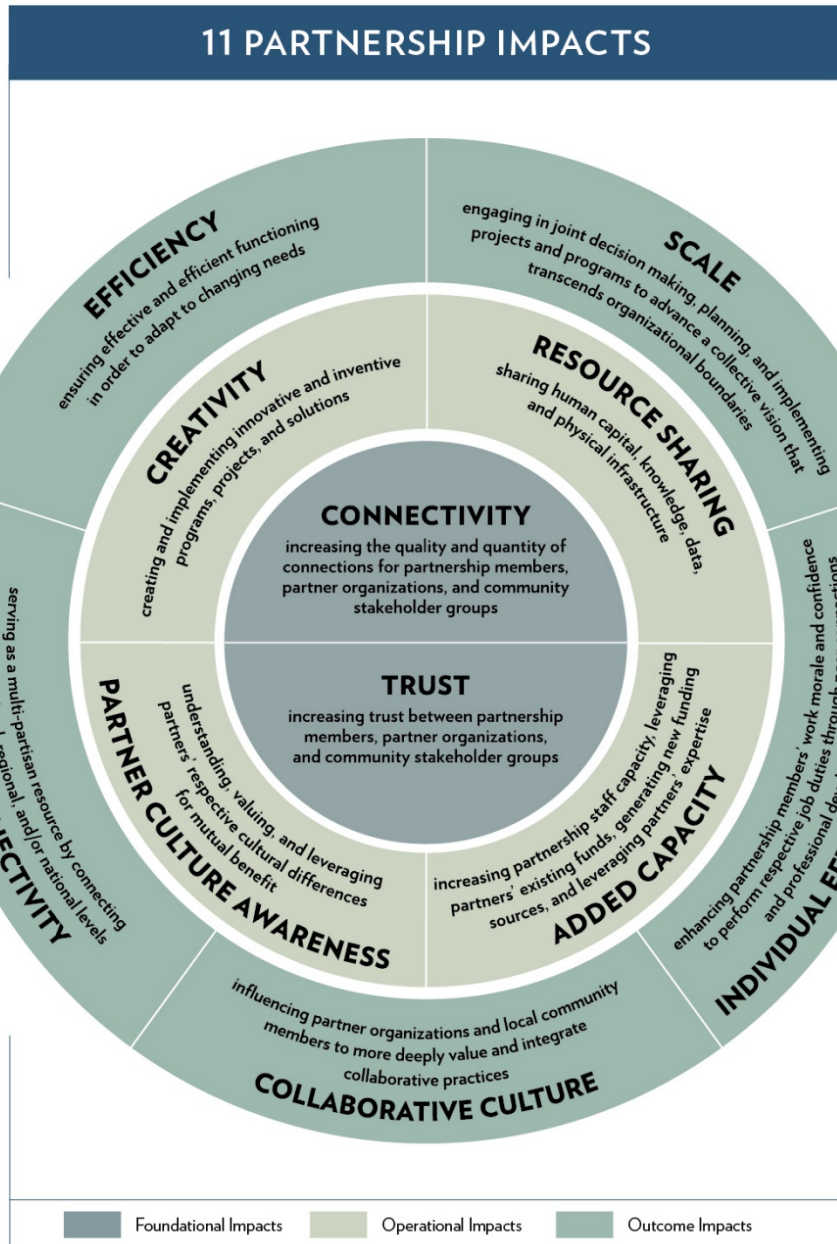 11 PARTNERSHIP IMPACTS
EFFICIENCY
ensuring effective and efficient functioning
in order to adapt to changing needs
SCALE
engaging in joint decision making, planning, and implementing
projects and programs to advance a collective vision that
transcends organizational boundaries
CREATIVITY
creating and implementing innovative and inventive
programs, projects, and solutions
RESOURCE SHARING
sharing human capital, knowledge, data,
and physical infrastructure
CONNECTIVITY
increasing the quality and quantity of
connections for partnership members,
partner organizations, and community
stakeholder groups
TRUST
increasing trust between partnership
members, partner organizations,
and community stakeholder groups
PARTNER CULTURE AWARENESS
understanding, valuing, and leveraging
partners' respective cultural differences
for mutual benefit
increasing partnership staff capacity, leveraging
partners' existing funds, generating new funding
sources, and leveraging partners' expertise
ADDED CAPACITY
serving as a multi-partisan resource by connecting
regional, and/or national levels
enhancing partnership members' work morale and confidence
to perform respective job duties through
and professional
INDIVIDUAL
influencing partner organizations and local community
members to more deeply value and integrate
collaborative practices
COLLABORATIVE CULTURE
Foundational Impacts
Operational Impacts
Outcome Impacts